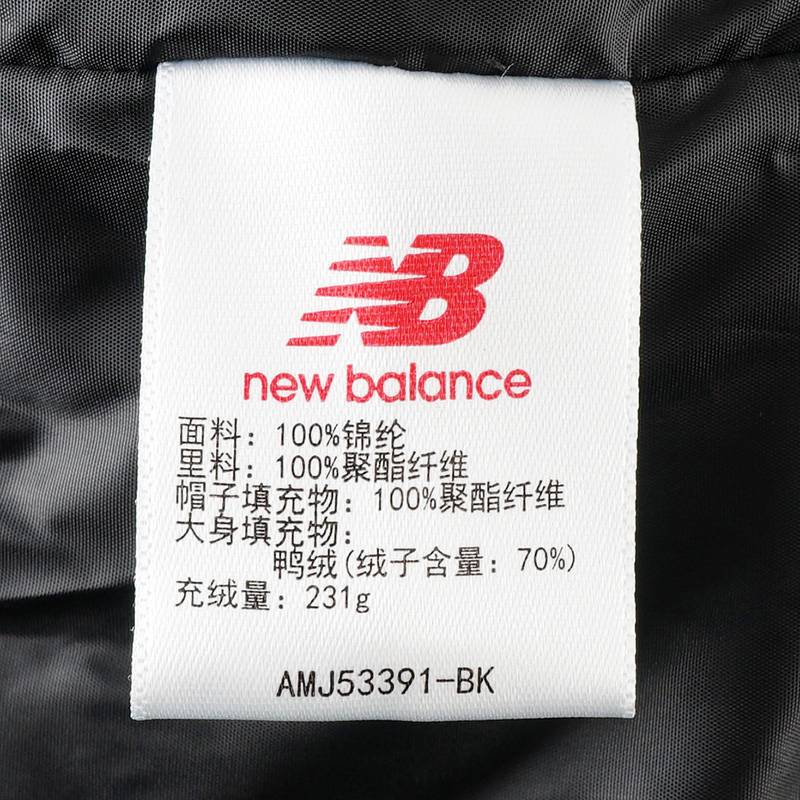 NB
new balance
面料：100%锦纶
里料：100%聚酯纤维
帽子填充物：100%聚酯纤维
大身填充物：
鸭绒(绒子含量：70%)
充绒量：231g
AMJ53391-BK